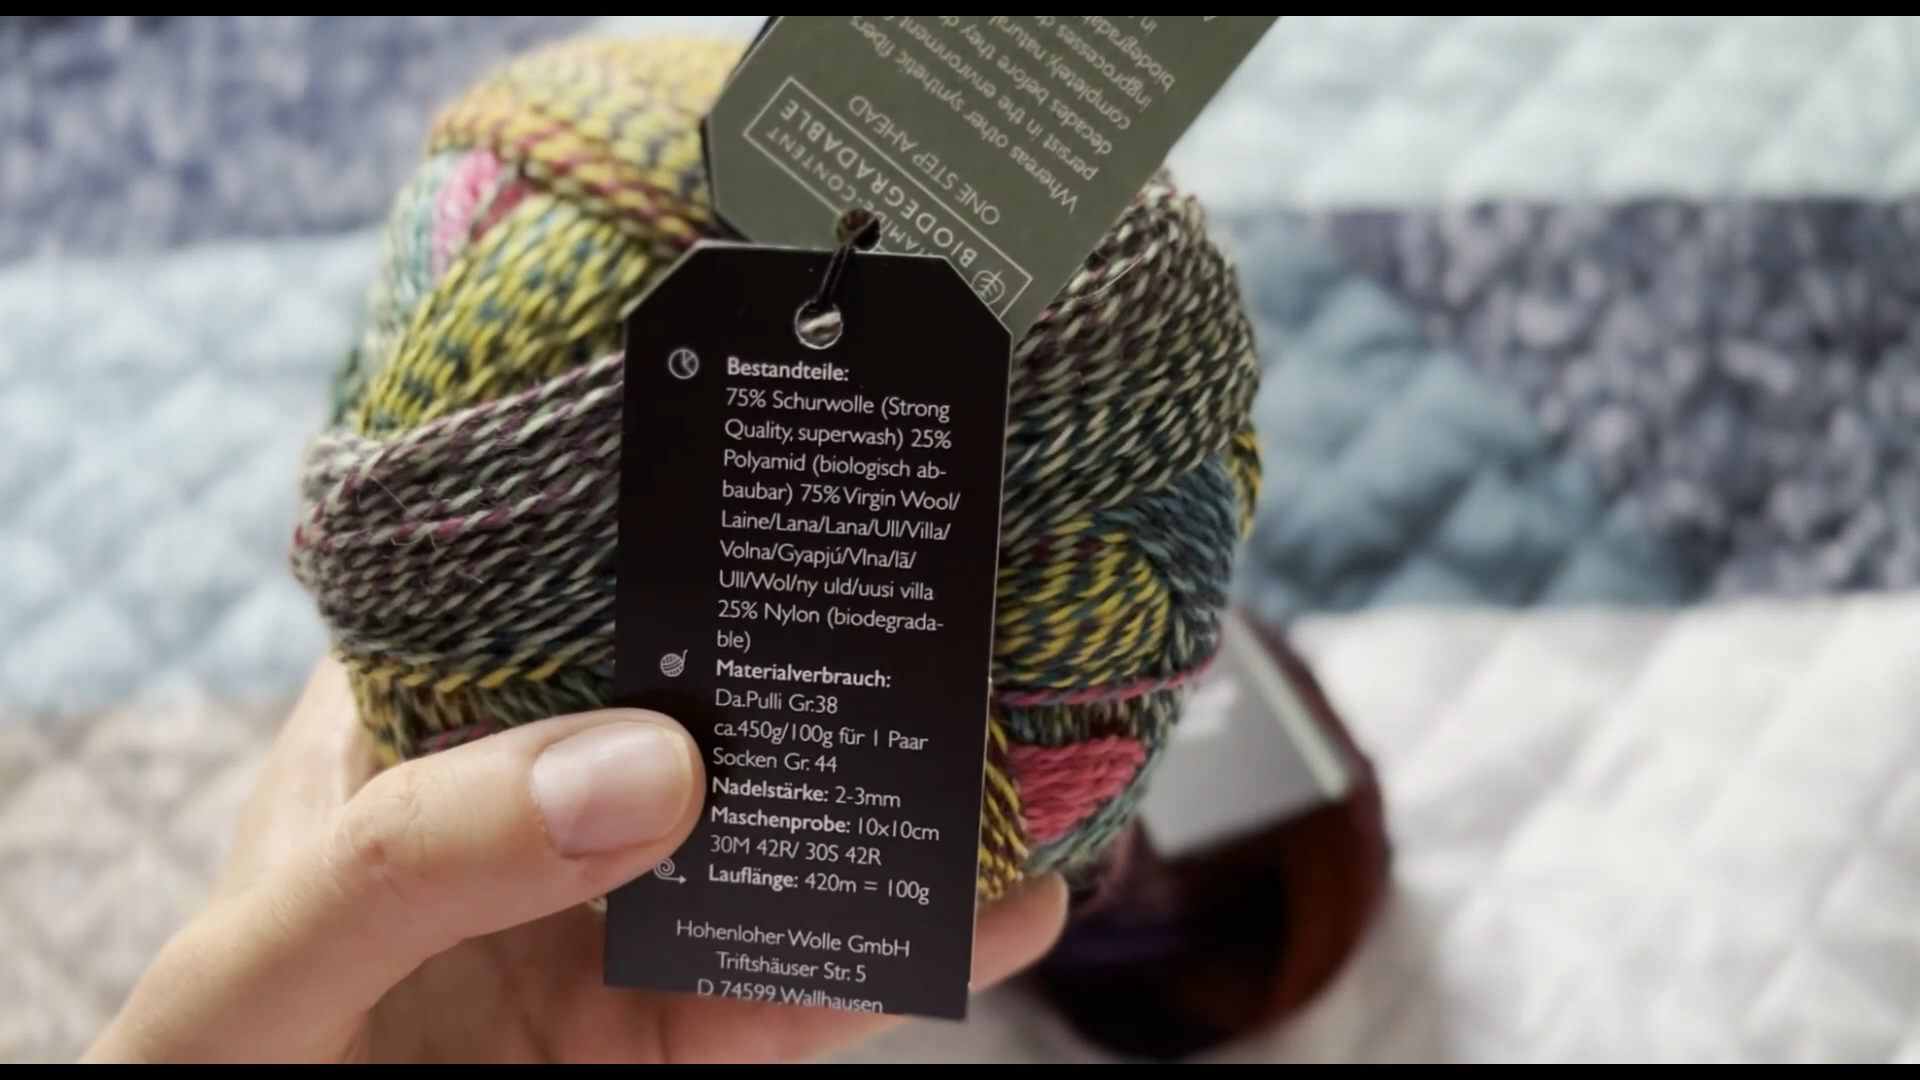 Bestandteile:
75% Schurwolle (Strong
Quality, superwash) 25%
Polyamid (biologisch ab-
baubar) 75% Virgin Wool/
Laine/Lana/Lana/Ull/Villa/
Volna/Gyapjú/Vlna/lã/
Ull/Wol/ny uld/uusi villa
25% Nylon (biodegrada-
ble)
Materialverbrauch:
Da.Pulli Gr.38
ca.450g/100g für 1 Paar
Socken Gr. 44
Nadelstärke: 2-3mm
Maschenprobe: 10x10cm
30M 42R/ 30S 42R
Lauflänge: 420m = 100g
Hohenloher Wolle GmbH
Triftshäuser Str. 5
D 74599 Wallhausen
CONTENT
BIODEGRADABLE
ONE STEP AHEAD
Whereas other synthetic fibers
persist in the environment
decades before they
completely, natural
processes